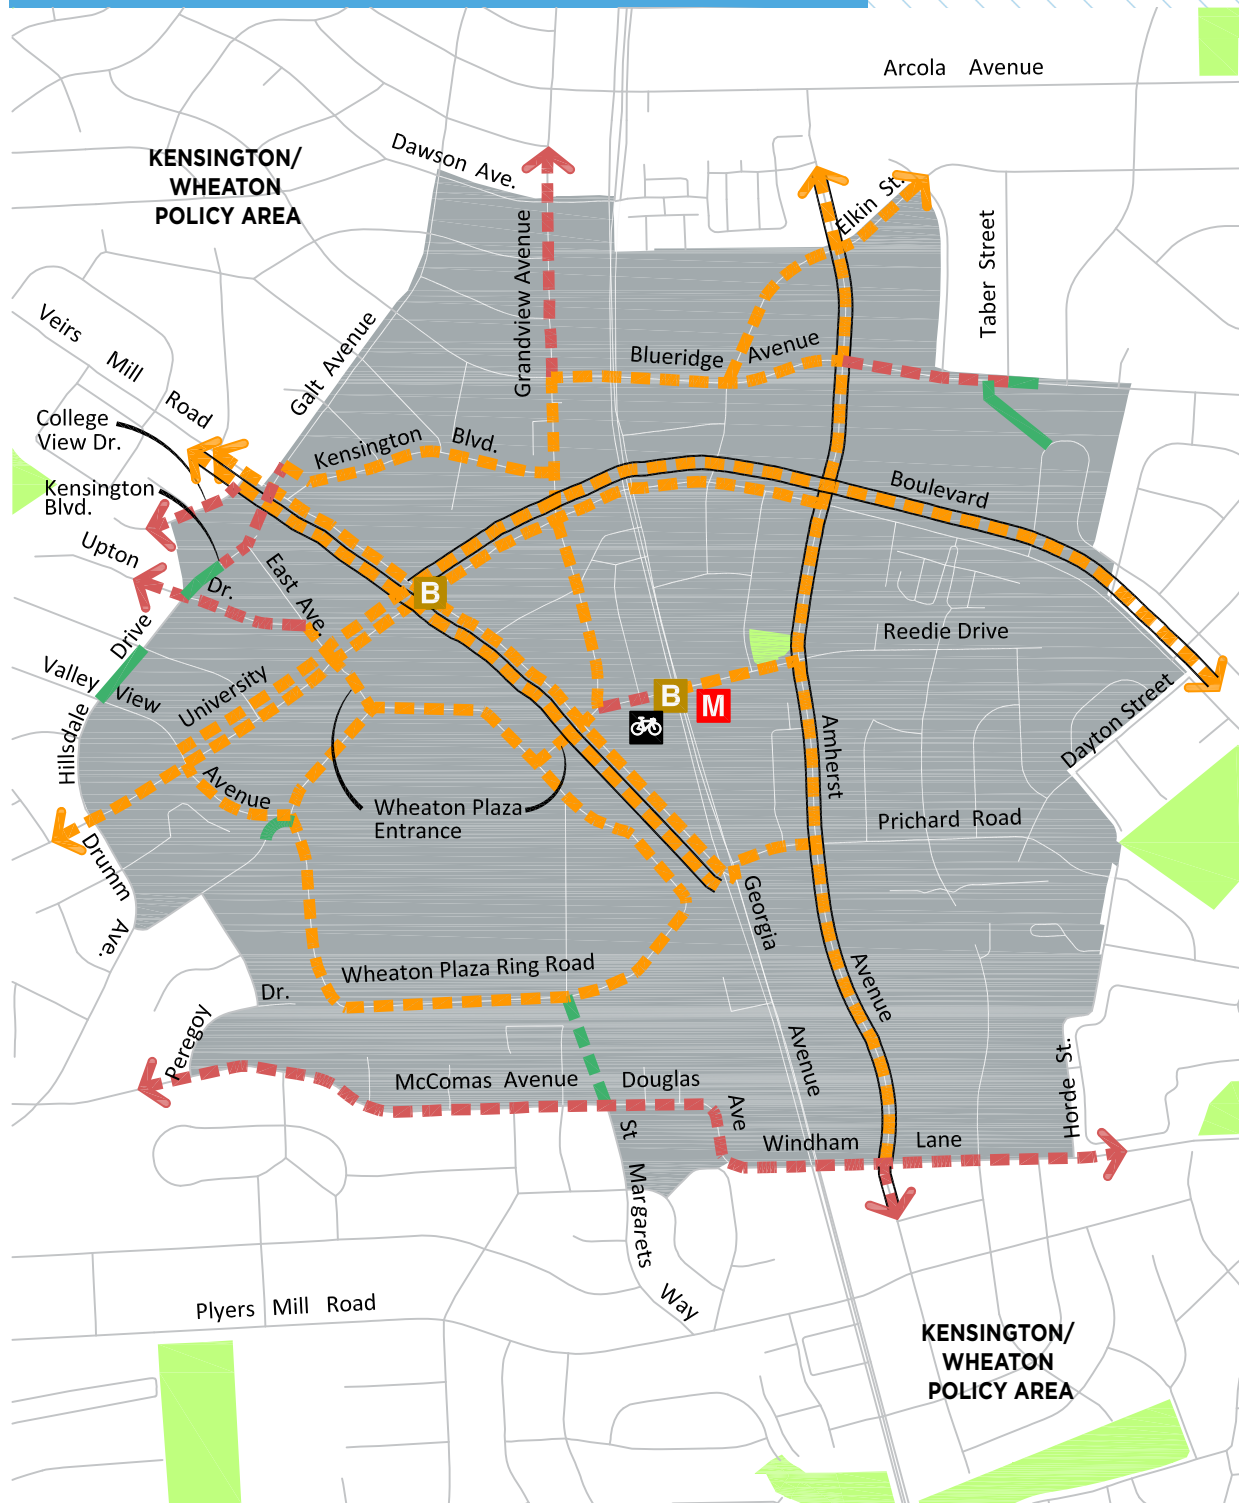 Arcola Avenue
KENSINGTON/
WHEATON
POLICY AREA
Dawson Ave.
Elkin St.
Grandview Avenue
Taber Street
Veirs Mill Road
Galt Avenue
Blueridge Avenue
College
View Dr.
Kensington Blvd.
Kensington
Blvd.
Boulevard
Upton Dr.
East Ave.
B
Reedie Drive
Hillsdale Drive
Valley View
University
B
M
Dayton Street
Amherst
Avenue
Wheaton Plaza
Entrance
Prichard Road
Drumm
Ave.
Georgia
Wheaton Plaza Ring Road
Avenue
Dr.
Peregoy
Avenue
Horde St.
McComas Avenue
Douglas
Ave
St
Windham Lane
Margarets
Way
Plyers Mill Road
KENSINGTON/
WHEATON
POLICY AREA